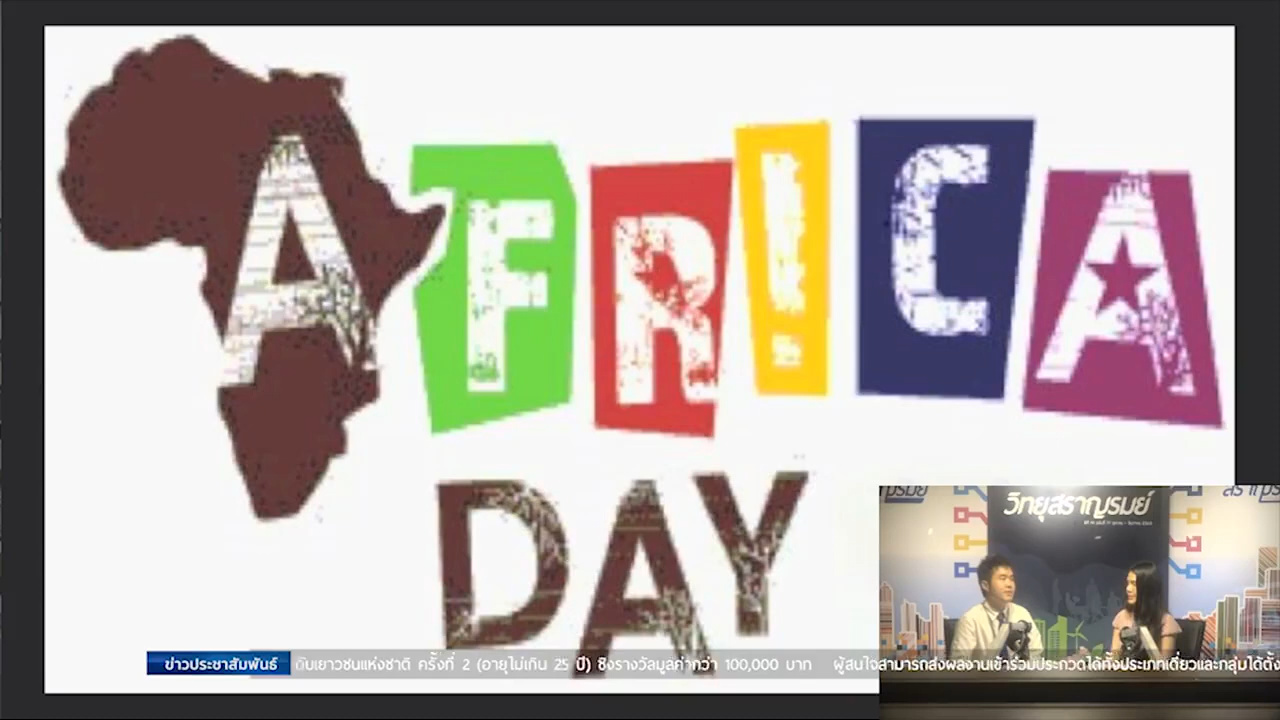 AFR!CA
DAY
วิทยุสราญรมย์
ข่าวประชาสัมพันธ์
ดับเยาวชนแห่งชาติ ครั้งที่ 2 (อายุไม่เกิน 25 ปี) ชิงรางวัลมูลค่ากว่า 100,000 บาท ผู้สนใจสามารถส่งผลงานเข้าร่วมประกวดได้ทั้งประเภทเดี่ยวและกลุ่มได้ตั้ง